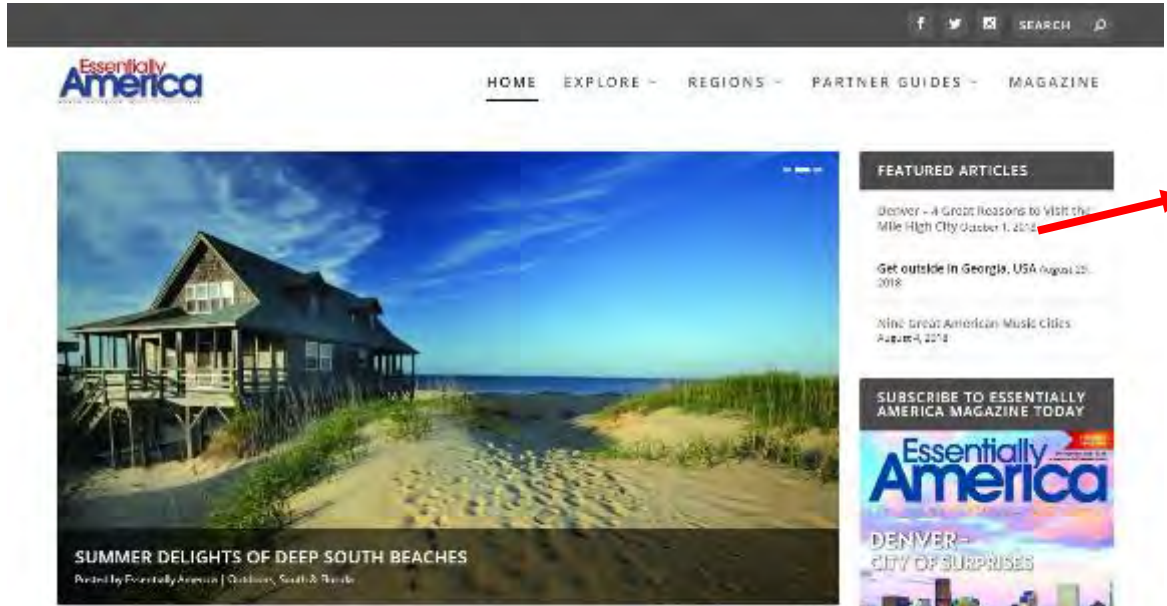 SEARCH
Essentially
America
HOME EXPLORE REGIONS PARTNER GUIDES MAGAZINE
FEATURED ARTICLES
Denver – 4 Great Reasons to Visit the
Mile High City October 1, 2018
Get outside in Georgia, USA August 29,
2018
Nine Great American Music Cities
August 4, 2018
SUBSCRIBE TO ESSENTIALLY
AMERICA MAGAZINE TODAY
Essentially
America
DENVER –
CITY OF SURPRISES
SUMMER DELIGHTS OF DEEP SOUTH BEACHES
Posted by Essentially America | Outdoors, South & Florida